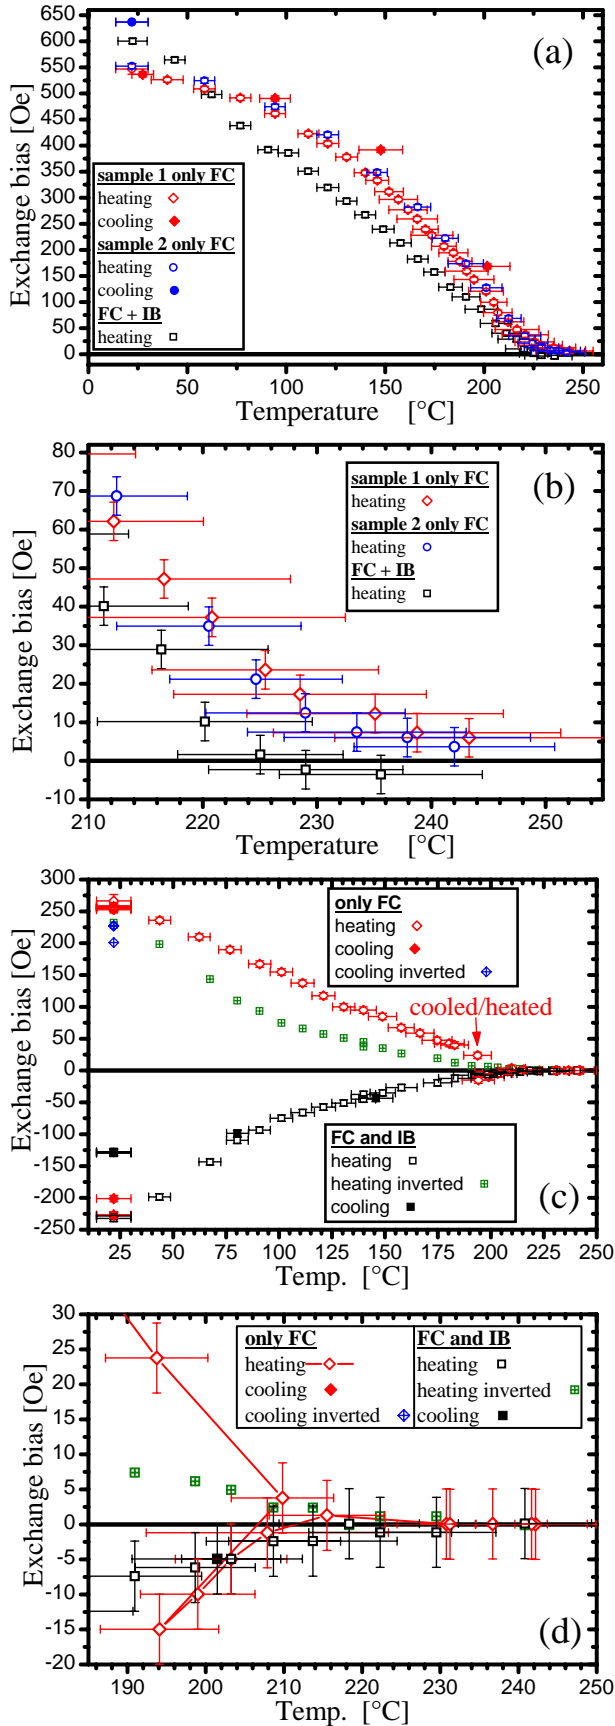 650
600
550
500
450
400
350
300
250
200
150
100
50
0
Exchange bias [Oe]
(a)
sample 1 only FC
heating
cooling
sample 2 only FC
heating
cooling
FC + IB
heating
0 50 100 150 200 250
Temperature [°C]
80
70
60
50
40
30
20
10
0
-10
Exchange bias [Oe]
(b)
sample 1 only FC
heating
sample 2 only FC
heating
FC + IB
heating
210 220 230 240 250
Temperature [°C]
300
250
200
150
100
50
0
-50
-100
-150
-200
-250
Exchange bias [Oe]
only FC
heating
cooling
cooling inverted
cooled/heated
FC and IB
heating
heating inverted
cooling
(c)
25 50 75 100 125 150 175 200 225 250
Temp. [°C]
30
25
20
15
10
5
0
-5
-10
-15
-20
Exchange bias [Oe]
only FC
heating
cooling
cooling inverted
FC and IB
heating
heating inverted
cooling
(d)
190 200 210 220 230 240 250
Temp. [°C]